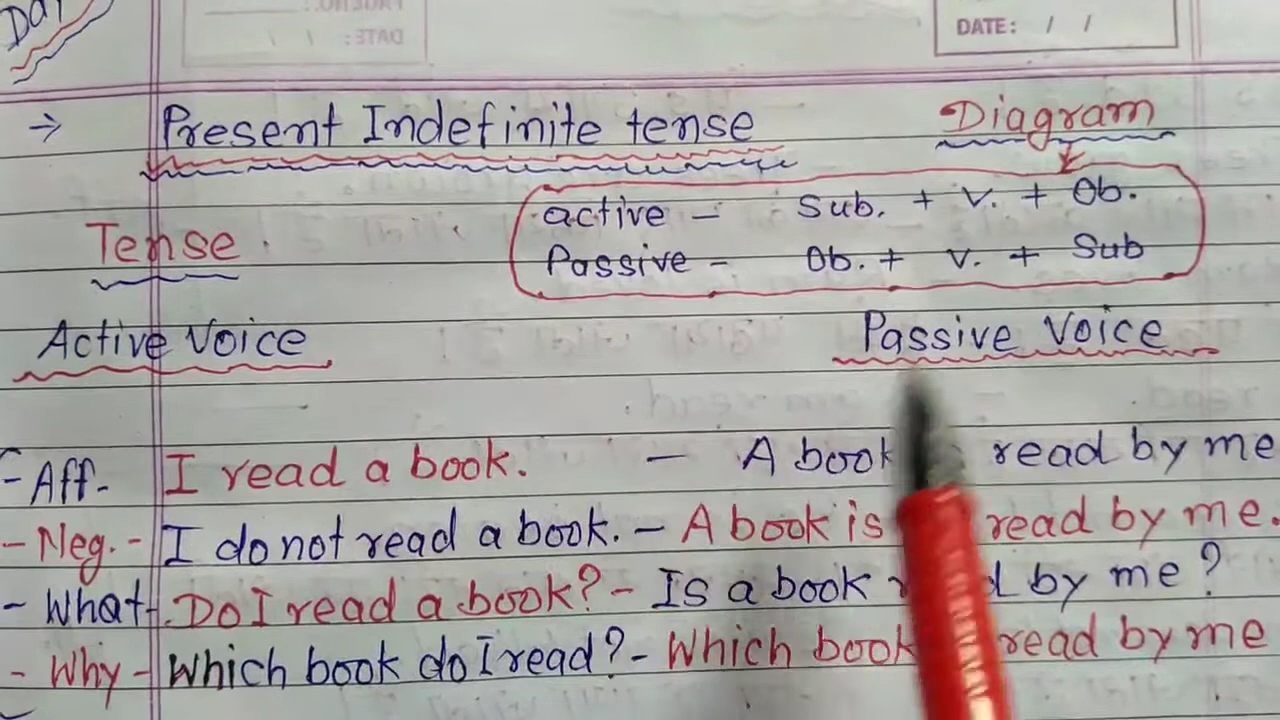 Day
DATE: / /
→ Present Indefinite tense
Diagram
active - Sub. + V. + Ob.
Passive - Ob. + V. + Sub
Tense
Active Voice Passive Voice
- Aff. I read a book. - A book read by me
- Neg. - I do not read a book. - A book is read by me.
- What - Do I read a book? - Is a book by me?
- Why - Which book do I read? - Which book read by me